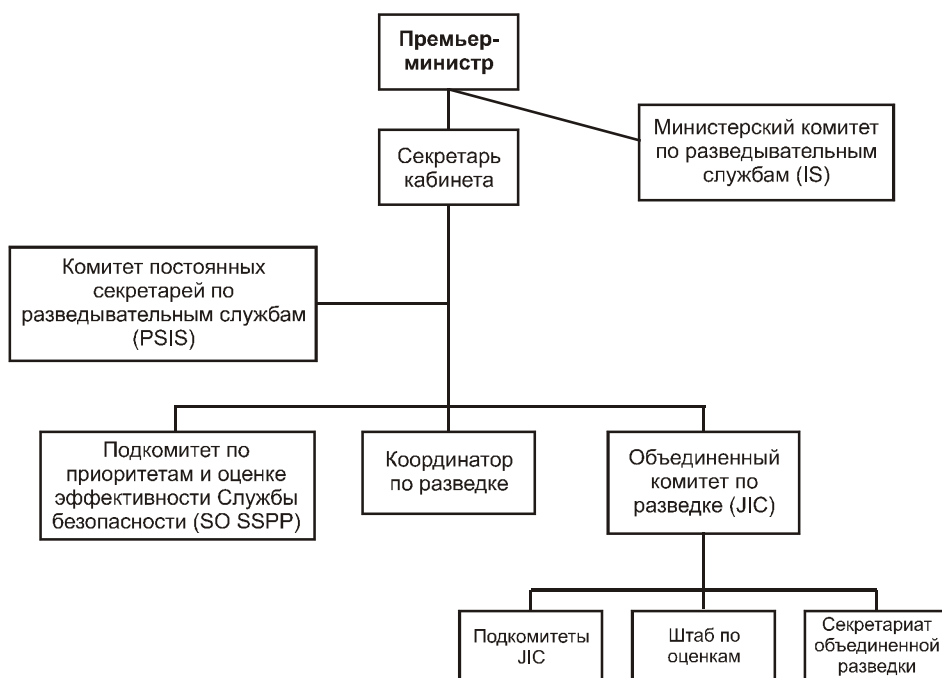 Премьер-
министр
Министерский комитет
по разведывательным
службам (IS)
Секретарь
кабинета
Комитет постоянных
секретарей по
разведывательным службам
(PSIS)
Подкомитет по
приоритетам и оценке
эффективности Службы
безопасности (SO SSPP)
Координатор
по разведке
Объединенный
комитет по
разведке (JIC)
Подкомитеты
JIC
Штаб по
оценкам
Секретариат
объединенной
разведки